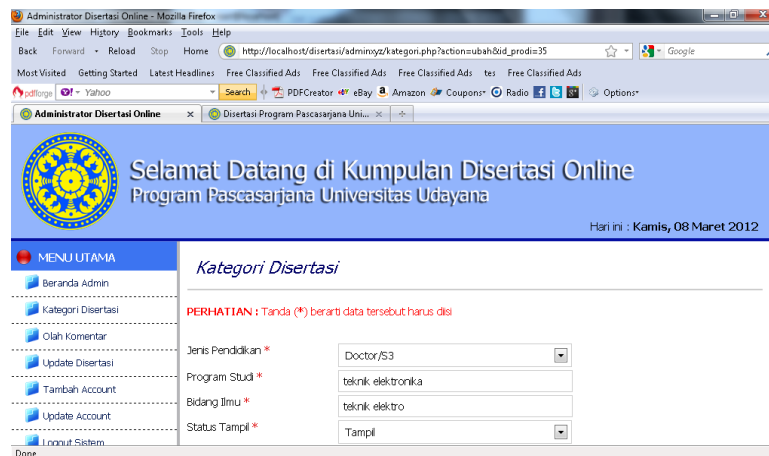 Administrator Disertasi Online - Mozilla Firefox
File Edit View History Bookmarks Tools Help
Back Forward Reload Stop Home http://localhost/disertasi/adminxyz/kategori.php?action=ubah&id_prodi=35 Google
Most Visited Getting Started Latest Headlines Free Classified Ads Free Classified Ads Free Classified Ads tes Free Classified Ads
pdfforge Yahoo Search PDFCreator eBay Amazon Coupons Radio Options
Administrator Disertasi Online Disertasi Program Pascasarjana Uni...
Selamat Datang di Kumpulan Disertasi Online
Program Pascasarjana Universitas Udayana
Hari ini : Kamis, 08 Maret 2012
MENU UTAMA
Beranda Admin
Kategori Disertasi
Olah Komentar
Update Disertasi
Tambah Account
Update Account
Logout Sistem
Kategori Disertasi
PERHATIAN : Tanda (*) berarti data tersebut harus diisi
Jenis Pendidikan * Doctor/S3
Program Studi * teknik elektronika
Bidang Ilmu * teknik elektro
Status Tampil * Tampil
Done